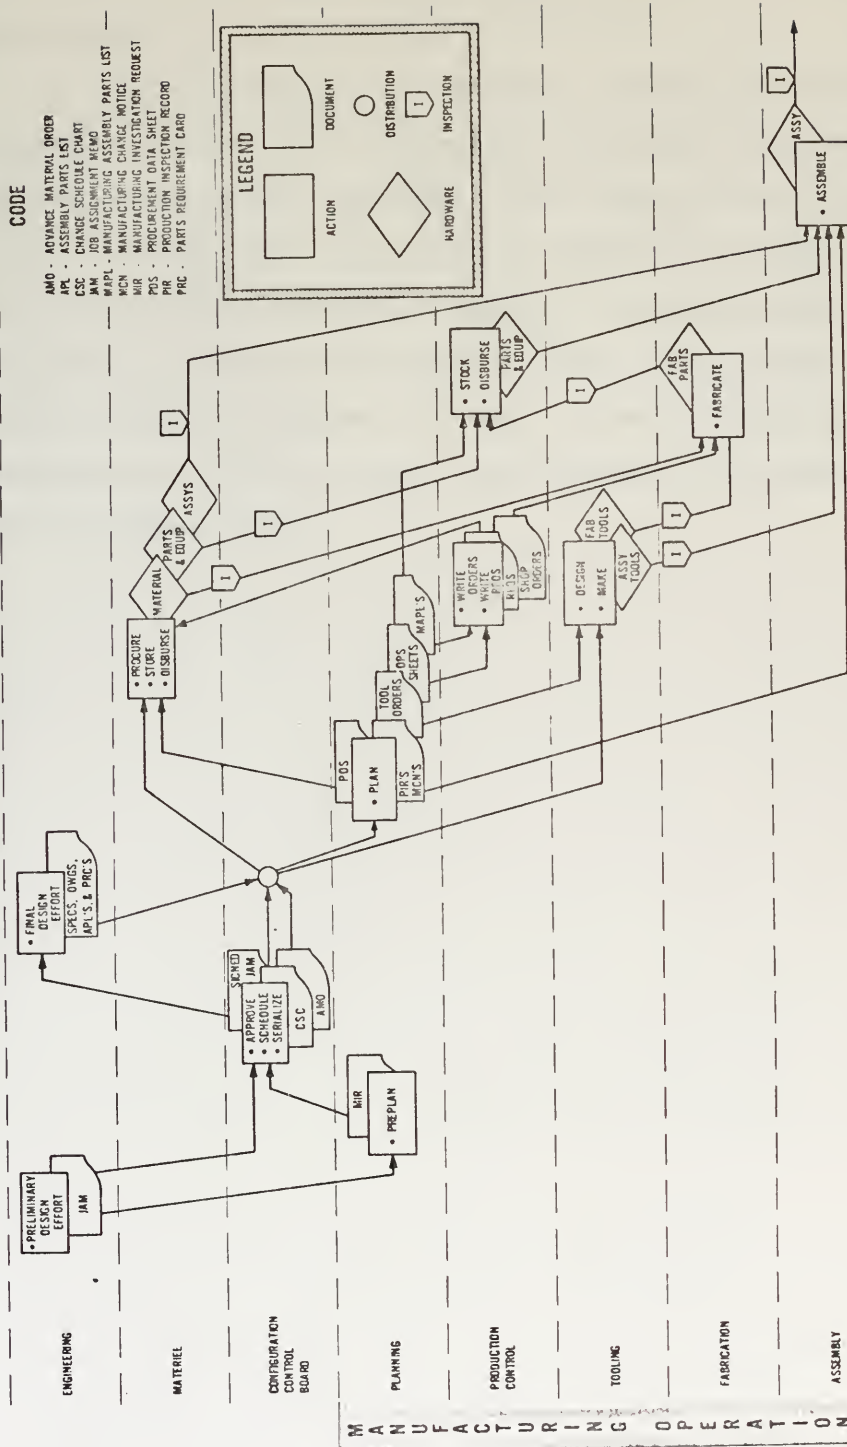 CODE
AMO - ADVANCE MATERIAL ORDER
APL - ASSEMBLY PARTS LIST
CSC - CHANGE SCHEDULE CHART
JAM - JOB ASSIGNMENT MEMO
MAPL - MANUFACTURING ASSEMBLY PARTS LIST
MCN - MANUFACTURING CHANGE NOTICE
MIR - MANUFACTURING INVESTIGATION REQUEST
PDS - PROCUREMENT DATA SHEET
PIR - PRODUCTION INSPECTION RECORD
PRC - PARTS REQUIREMENT CARD
LEGEND
ACTION
DOCUMENT
HARDWARE
DISTRIBUTION
I
INSPECTION
ENGINEERING
• PRELIMINARY
DESIGN
EFFORT
JAM
• FINAL
DESIGN
EFFORT
SPECS, DWGS,
APL'S, & PRC'S
MATERIEL
• PROCURE
• STORE
• DISBURSE
MATERIAL
PARTS
& EQUIP
ASSYS
I
I
I
CONFIGURATION
CONTROL
BOARD
• APPROVE
• SCHEDULE
• SERIALIZE
SIGNED
JAM
CSC
AMO
MANUFACTURING OPERATION
PLANNING
• PREPLAN
MIR
• PLAN
PDS
PIR'S
MCN'S
TOOL
ORDERS
OPS
SHEETS
MAPL'S
PRODUCTION
CONTROL
• WRITE
ORDERS
• WRITE
REQS
REQS
SHOP
ORDERS
• STOCK
• DISBURSE
PARTS
& EQUIP
TOOLING
• DESIGN
• MAKE
FAB
TOOLS
ASSY
TOOLS
I
I
I
FABRICATION
• FABRICATE
FAB
PARTS
ASSEMBLY
• ASSEMBLE
ASSY
I